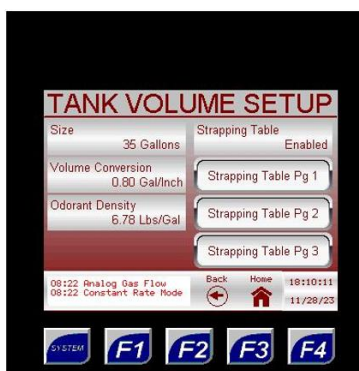 TANK VOLUME SETUP
Size
35 Gallons
Volume Conversion
0.80 Gal/Inch
Odorant Density
6.78 Lbs/Gal
Strapping Table
Enabled
Strapping Table Pg 1
Strapping Table Pg 2
Strapping Table Pg 3
08:22 Analog Gas Flow
08:22 Constant Rate Mode
Back
Home
18:10:11
11/28/23
SYSTEM
F1
F2
F3
F4